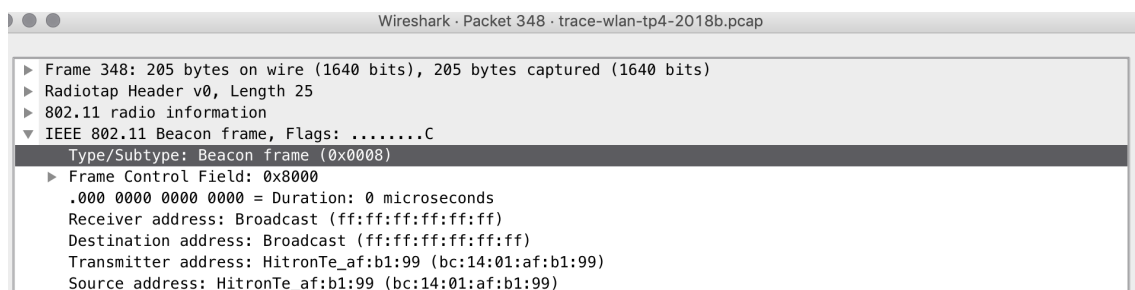 Wireshark · Packet 348 · trace-wlan-tp4-2018b.pcap
Frame 348: 205 bytes on wire (1640 bits), 205 bytes captured (1640 bits)
Radiotap Header v0, Length 25
802.11 radio information
IEEE 802.11 Beacon frame, Flags: ........C
Type/Subtype: Beacon frame (0x0008)
Frame Control Field: 0x8000
.000 0000 0000 0000 = Duration: 0 microseconds
Receiver address: Broadcast (ff:ff:ff:ff:ff:ff)
Destination address: Broadcast (ff:ff:ff:ff:ff:ff)
Transmitter address: HitronTe_af:b1:99 (bc:14:01:af:b1:99)
Source address: HitronTe_af:b1:99 (bc:14:01:af:b1:99)